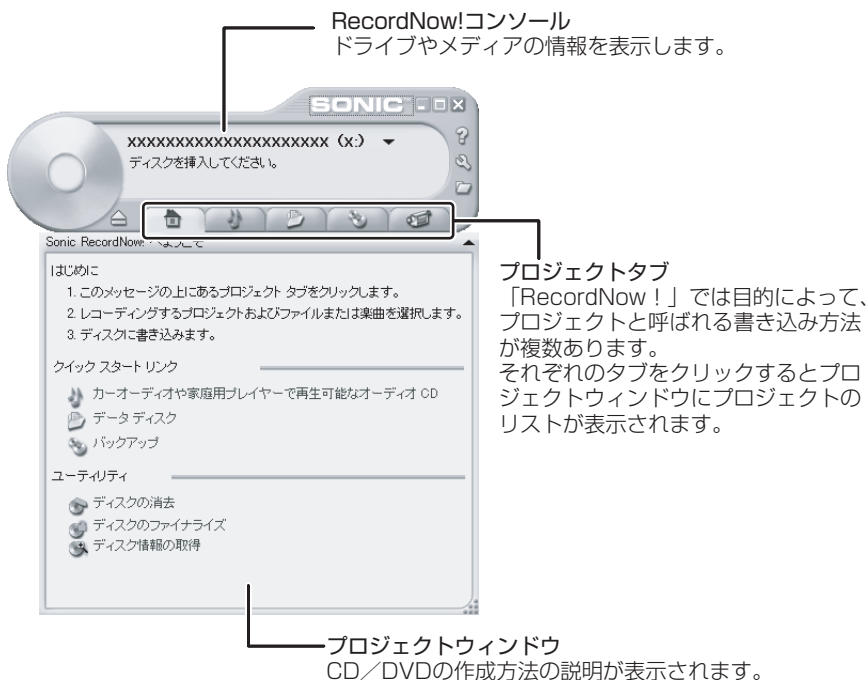 RecordNow!コンソール
ドライブやメディアの情報を表示します。
SONIC
XXXXXXXXXXXXXXXXXXXXX (X:)
ディスクを挿入してください。
Sonic RecordNow! へようこそ
はじめに
1. このメッセージの上にあるプロジェクト タブをクリックします。
2. レコーディングするプロジェクトおよびファイルまたは楽曲を選択します。
3. ディスクに書き込みます。
クイック スタート リンク
カーオーディオや家庭用プレイヤーで再生可能なオーディオ CD
データ ディスク
バックアップ
ユーティリティ
ディスクの消去
ディスクのファイナライズ
ディスク情報の取得
プロジェクトタブ
「RecordNow！」では目的によって、
プロジェクトと呼ばれる書き込み方法
が複数あります。
それぞれのタブをクリックするとプロ
ジェクトウィンドウにプロジェクトの
リストが表示されます。
プロジェクトウィンドウ
CD／DVDの作成方法の説明が表示されます。